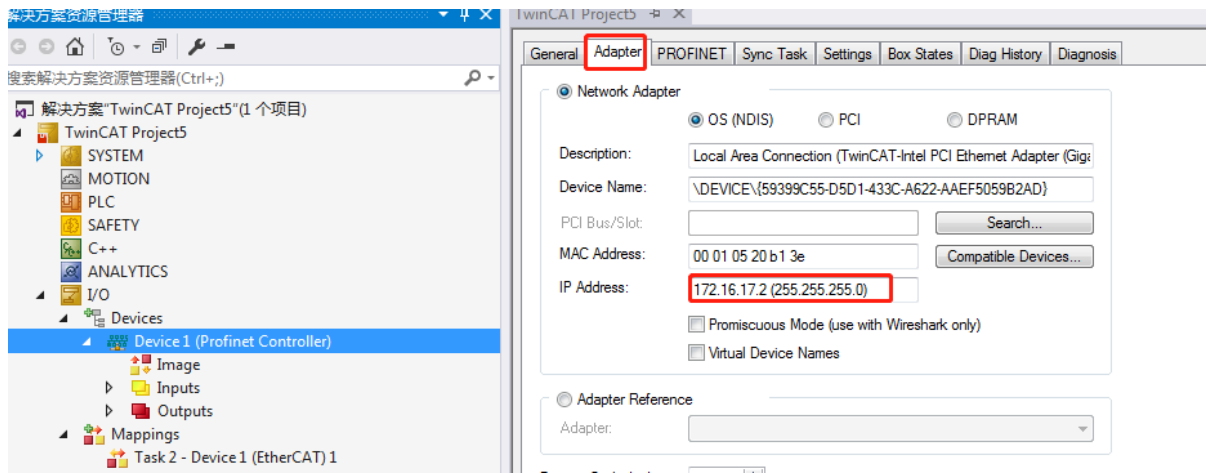 解决方案资源管理器
搜索解决方案资源管理器(Ctrl+;)
解决方案"TwinCAT Project5"(1 个项目)
TwinCAT Project5
SYSTEM
MOTION
PLC
SAFETY
C++
ANALYTICS
I/O
Devices
Device 1 (Profinet Controller)
Image
Inputs
Outputs
Mappings
Task 2 - Device 1 (EtherCAT) 1
TwinCAT Project5
General Adapter PROFINET Sync Task Settings Box States Diag History Diagnosis
Network Adapter
OS (NDIS) PCI DPRAM
Description: Local Area Connection (TwinCAT-Intel PCI Ethernet Adapter (Giga
Device Name: \DEVICE\{59399C55-D5D1-433C-A622-AAEF5059B2AD}
PCI Bus/Slot: Search...
MAC Address: 00 01 05 20 b1 3e Compatible Devices...
IP Address: 172.16.17.2 (255.255.255.0)
Promiscuous Mode (use with Wireshark only)
Virtual Device Names
Adapter Reference
Adapter: